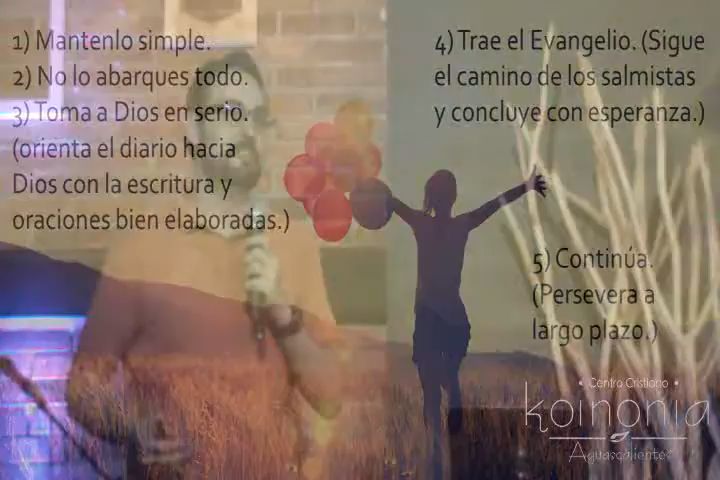 1) Mantenlo simple.
2) No lo abarques todo.
3) Toma a Dios en serio.
(orienta el diario hacia
Dios con la escritura y
oraciones bien elaboradas.)
4) Trae el Evangelio. (Sigue
el camino de los salmistas
y concluye con esperanza.)
5) Continúa.
(Persevera a
largo plazo.)
• Centro Cristiano •
koinonia
Aguascalientes